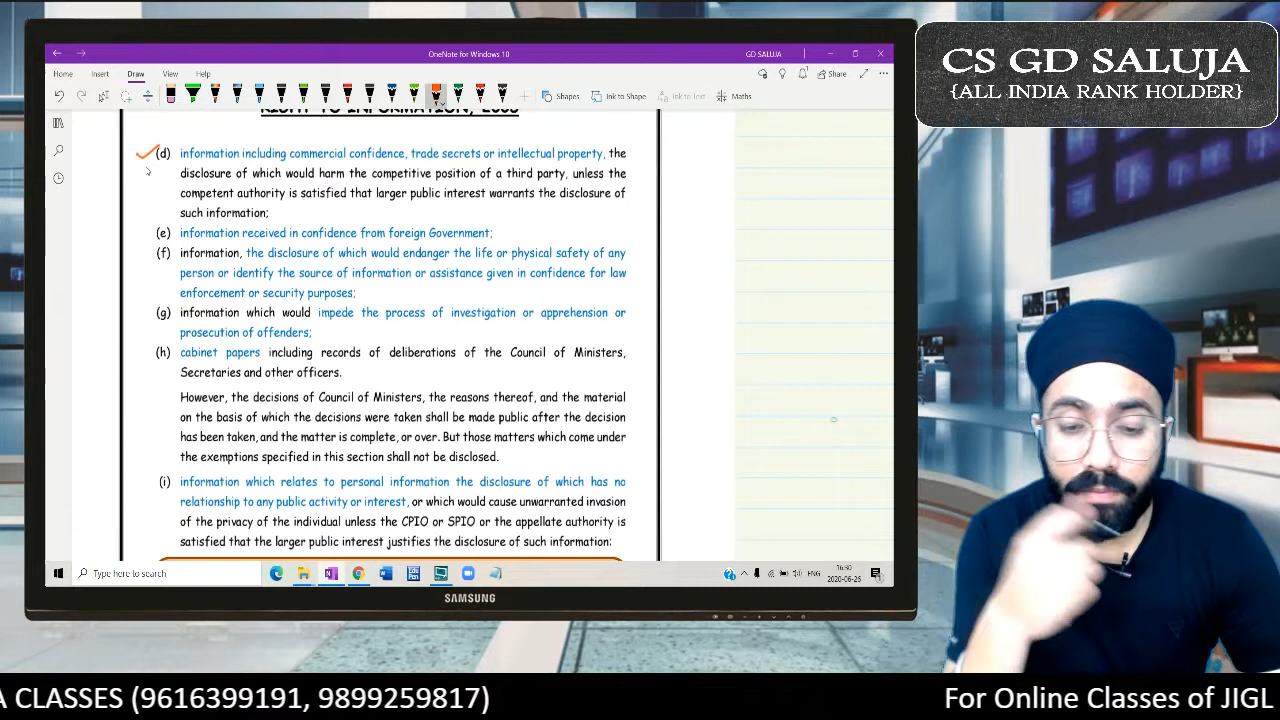 CS GD SALUJA
{ALL INDIA RANK HOLDER}
OneNote for Windows 10
GD SALUJA
Home Insert Draw View Help
Share
Shapes
Ink to Shape
Ink to Text
Maths
RIGHT TO INFORMATION, 2005
(d) information including commercial confidence, trade secrets or intellectual property, the
disclosure of which would harm the competitive position of a third party, unless the
competent authority is satisfied that larger public interest warrants the disclosure of
such information;
(e) information received in confidence from foreign Government;
(f) information, the disclosure of which would endanger the life or physical safety of any
person or identify the source of information or assistance given in confidence for law
enforcement or security purposes;
(g) information which would impede the process of investigation or apprehension or
prosecution of offenders;
(h) cabinet papers including records of deliberations of the Council of Ministers,
Secretaries and other officers.
However, the decisions of Council of Ministers, the reasons thereof, and the material
on the basis of which the decisions were taken shall be made public after the decision
has been taken, and the matter is complete, or over. But those matters which come under
the exemptions specified in this section shall not be disclosed.
(i) information which relates to personal information the disclosure of which has no
relationship to any public activity or interest, or which would cause unwarranted invasion
of the privacy of the individual unless the CPIO or SPIO or the appellate authority is
satisfied that the larger public interest justifies the disclosure of such information:
Type here to search
ENG
16:30
2020-06-26
SAMSUNG
A CLASSES (9616399191, 9899259817)
For Online Classes of JIGL